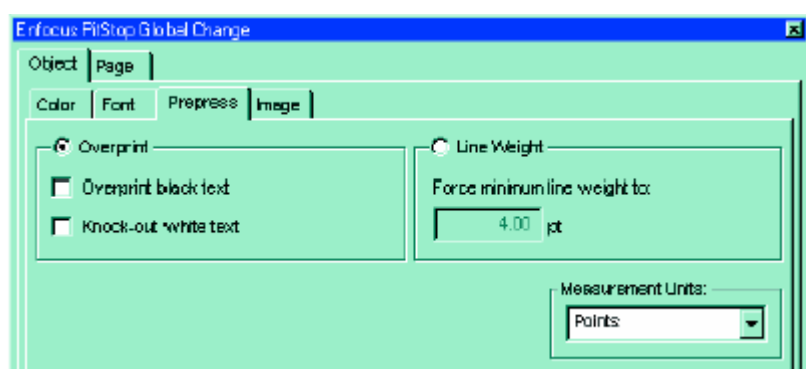 Enfocus PitStop Global Change
Object Page
Color Font Prepress Image
Overprint
Overprint black text
Knock-out white text
Line Weight
Force minimum line weight to:
4.00 pt
Measurement Units:
Points